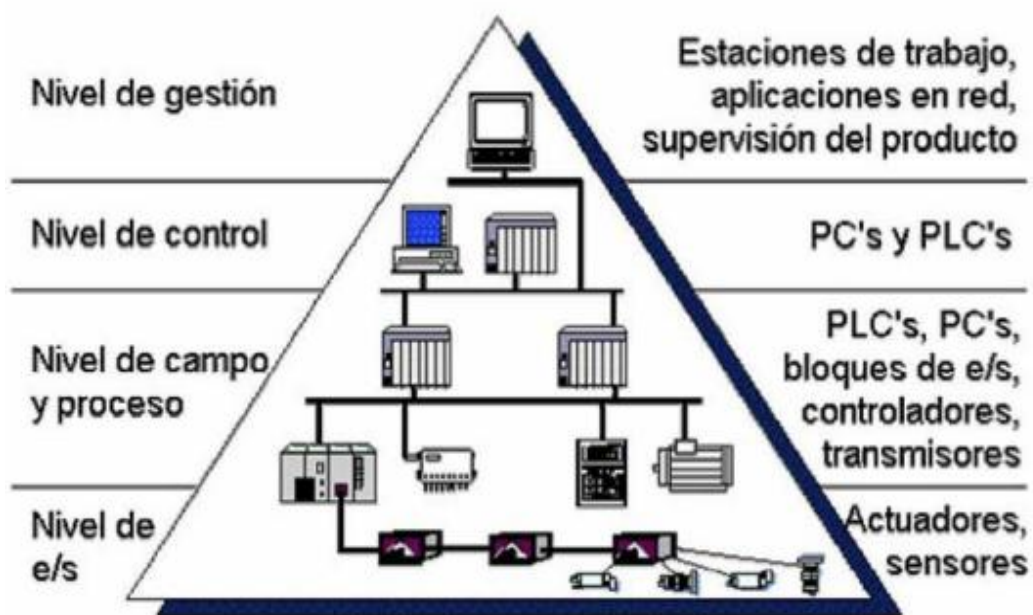 Nivel de gestión
Estaciones de trabajo,
aplicaciones en red,
supervisión del producto
Nivel de control
PC's y PLC's
Nivel de campo
y proceso
PLC's, PC's,
bloques de e/s,
controladores,
transmisores
Nivel de
e/s
Actuadores,
sensores